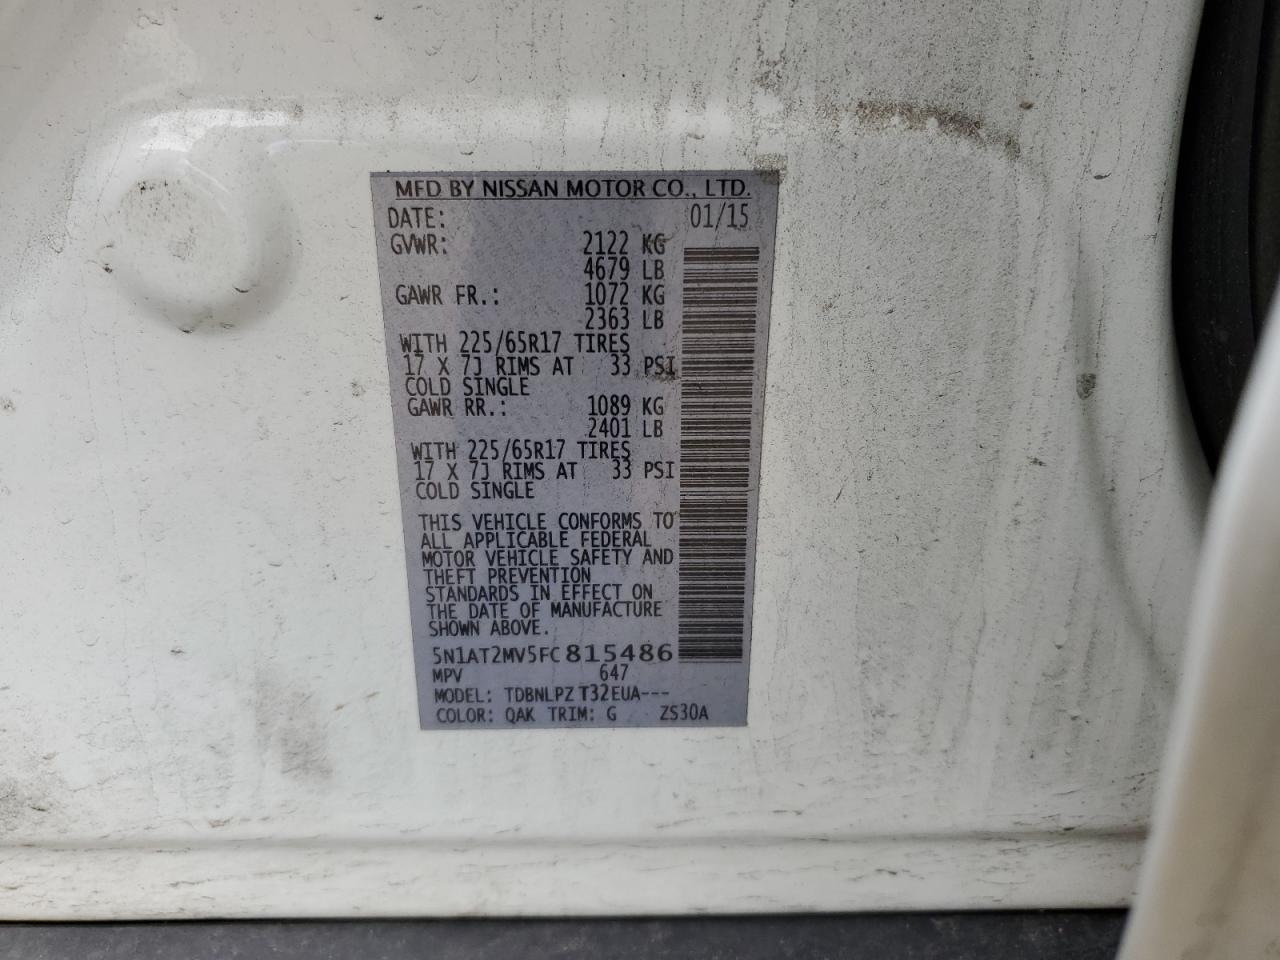 MFD BY NISSAN MOTOR CO., LTD.
DATE: 01/15
GVWR: 2122 KG
4679 LB
GAWR FR.: 1072 KG
2363 LB
WITH 225/65R17 TIRES
17 X 7J RIMS AT 33 PSI
COLD SINGLE
GAWR RR.: 1089 KG
2401 LB
WITH 225/65R17 TIRES
17 X 7J RIMS AT 33 PSI
COLD SINGLE
THIS VEHICLE CONFORMS TO
ALL APPLICABLE FEDERAL
MOTOR VEHICLE SAFETY AND
THEFT PREVENTION
STANDARDS IN EFFECT ON
THE DATE OF MANUFACTURE
SHOWN ABOVE.
5N1AT2MV5FC815486
MPV 647
MODEL: TDBNLPZ T32EUA---
COLOR: QAK TRIM: G ZS30A